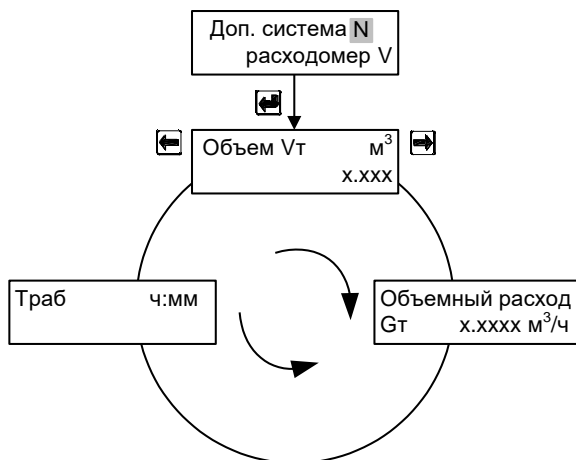 Доп. система N
расходомер V
Объем Vт м³
x.xxx
Траб ч:мм
Объемный расход
Gт x.xxxx м³/ч